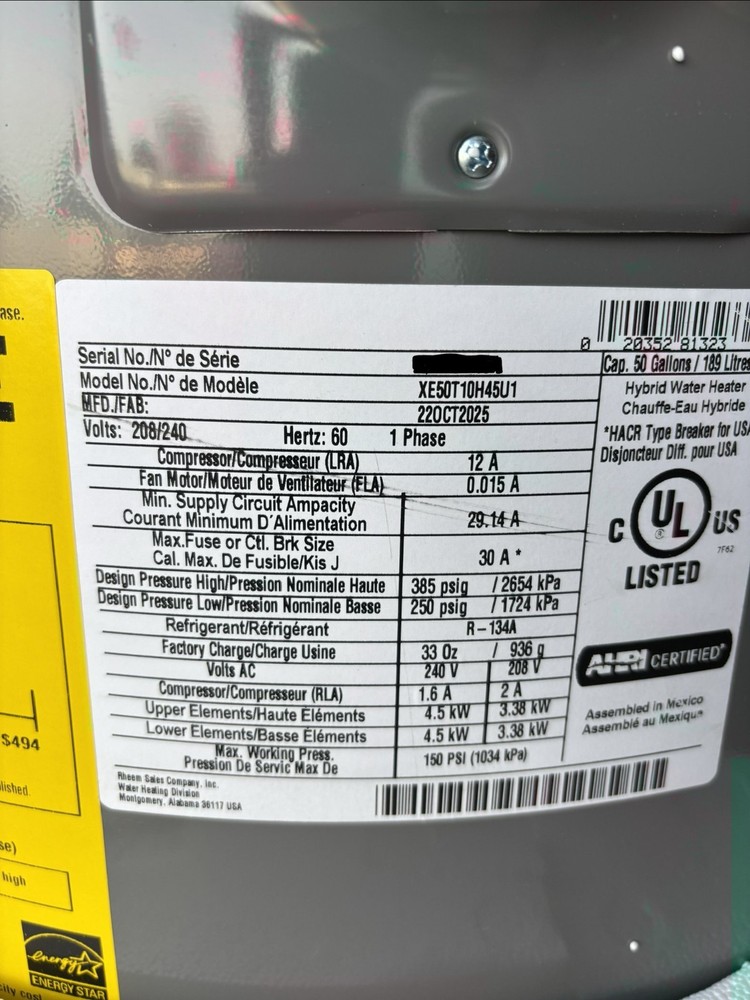 ase.
0 20352 81323
Serial No./N° de Série
Cap. 50 Gallons / 189 Litres
Model No./N° de Modèle XE50T10H45U1
Hybrid Water Heater
Chauffe-Eau Hybride
MFD./FAB: 22OCT2025
Volts: 208/240 Hertz: 60 1 Phase
*HACR Type Breaker for USA
Disjoncteur Diff. pour USA
Compressor/Compresseur (LRA) 12 A
Fan Motor/Moteur de Ventilateur (FLA) 0.015 A
Min. Supply Circuit Ampacity
Courant Minimum D'Alimentation 29.14 A
Max.Fuse or Ctl. Brk Size
Cal. Max. De Fusible/Kis J 30 A *
C UL US
®
7F62
LISTED
Design Pressure High/Pression Nominale Haute 385 psig / 2654 kPa
Design Pressure Low/Pression Nominale Basse 250 psig / 1724 kPa
Refrigerant/Réfrigérant R-134A
Factory Charge/Charge Usine 33 Oz / 936 g
Volts AC 240 V 208 V
Compressor/Compresseur (RLA) 1.6 A 2 A
Upper Elements/Haute Éléments 4.5 kW 3.38 kW
Lower Elements/Basse Éléments 4.5 kW 3.38 kW
Max. Working Press.
Pression De Servic Max De 150 PSI (1034 kPa)
AHRI CERTIFIED
Assembled in Mexico
Assemblé au Mexique
Rheem Sales Company, Inc.
Water Heating Division
Montgomery, Alabama 36117 USA
$494
lished.
se)
high
energy
ENERGY STAR
cost